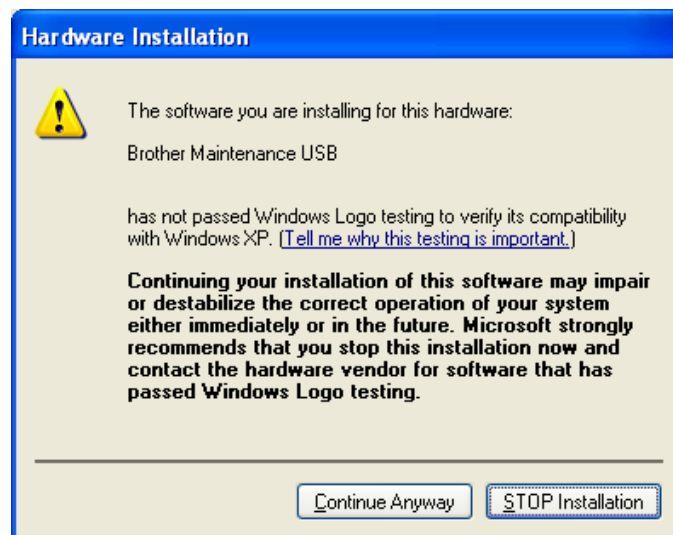 Hardware Installation
The software you are installing for this hardware:
Brother Maintenance USB
has not passed Windows Logo testing to verify its compatibility
with Windows XP. (Tell me why this testing is important.)
Continuing your installation of this software may impair
or destabilize the correct operation of your system
either immediately or in the future. Microsoft strongly
recommends that you stop this installation now and
contact the hardware vendor for software that has
passed Windows Logo testing.
Continue Anyway
STOP Installation